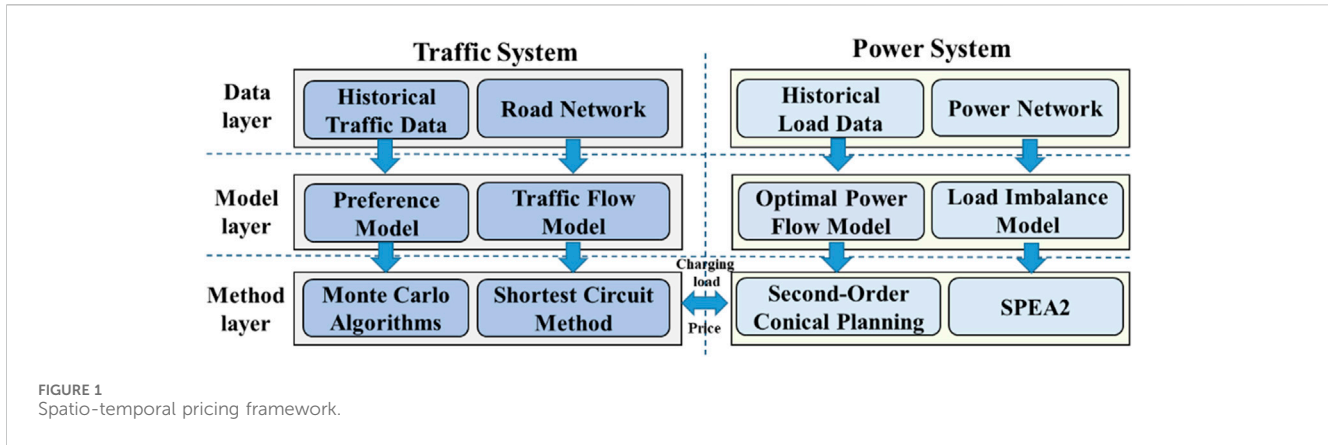 Traffic System
Power System
Data
layer
Historical
Traffic Data
Road Network
Historical
Load Data
Power Network
Model
layer
Preference
Model
Traffic Flow
Model
Optimal Power
Flow Model
Load Imbalance
Model
Method
layer
Monte Carlo
Algorithms
Shortest Circuit
Method
Charging
load
Price
Second-Order
Conical Planning
SPEA2
FIGURE 1
Spatio-temporal pricing framework.